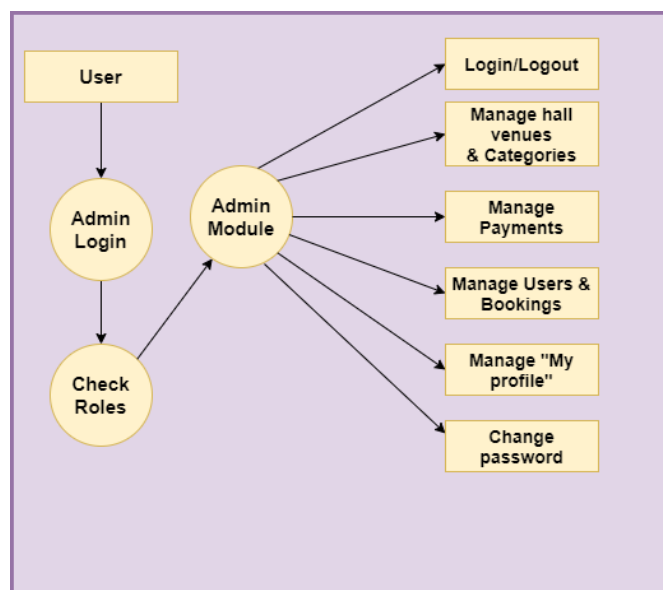 User
Admin
Login
Check
Roles
Admin
Module
Login/Logout
Manage hall
venues
& Categories
Manage
Payments
Manage Users &
Bookings
Manage "My
profile"
Change
password